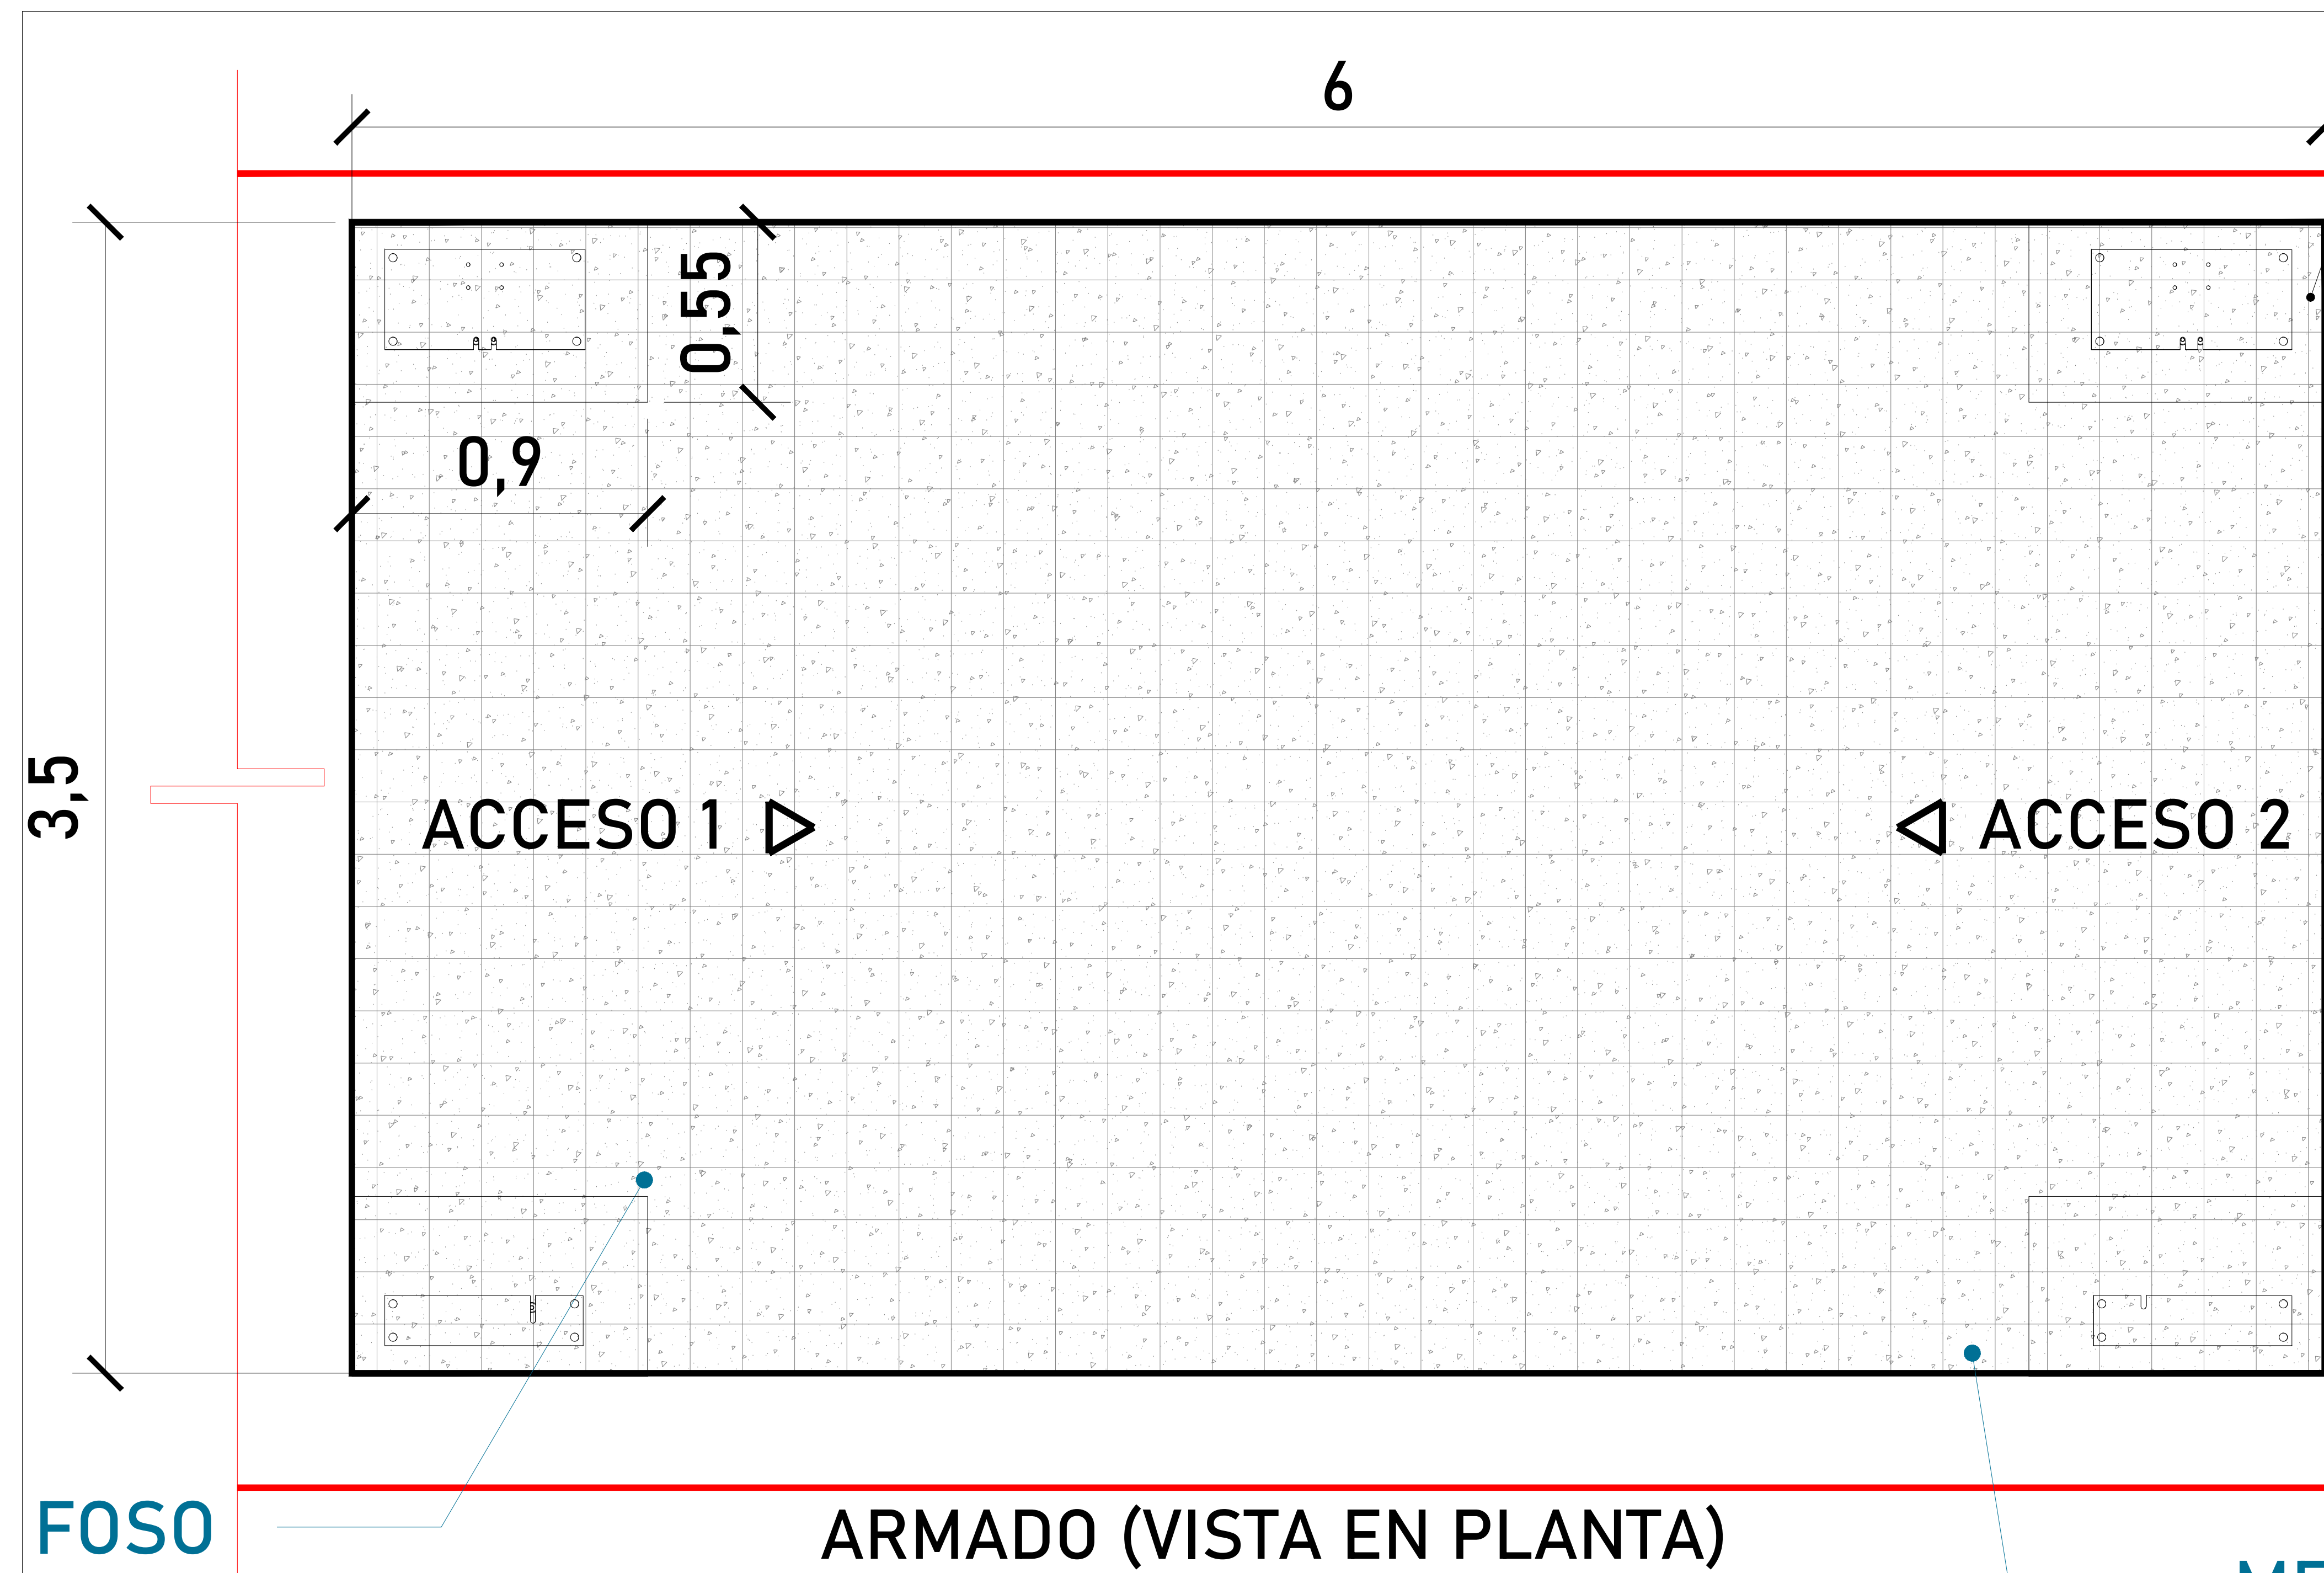 6
0,55
0,9
3,5
ACCESO 1
ACCESO 2
FOSO
ARMADO (VISTA EN PLANTA)